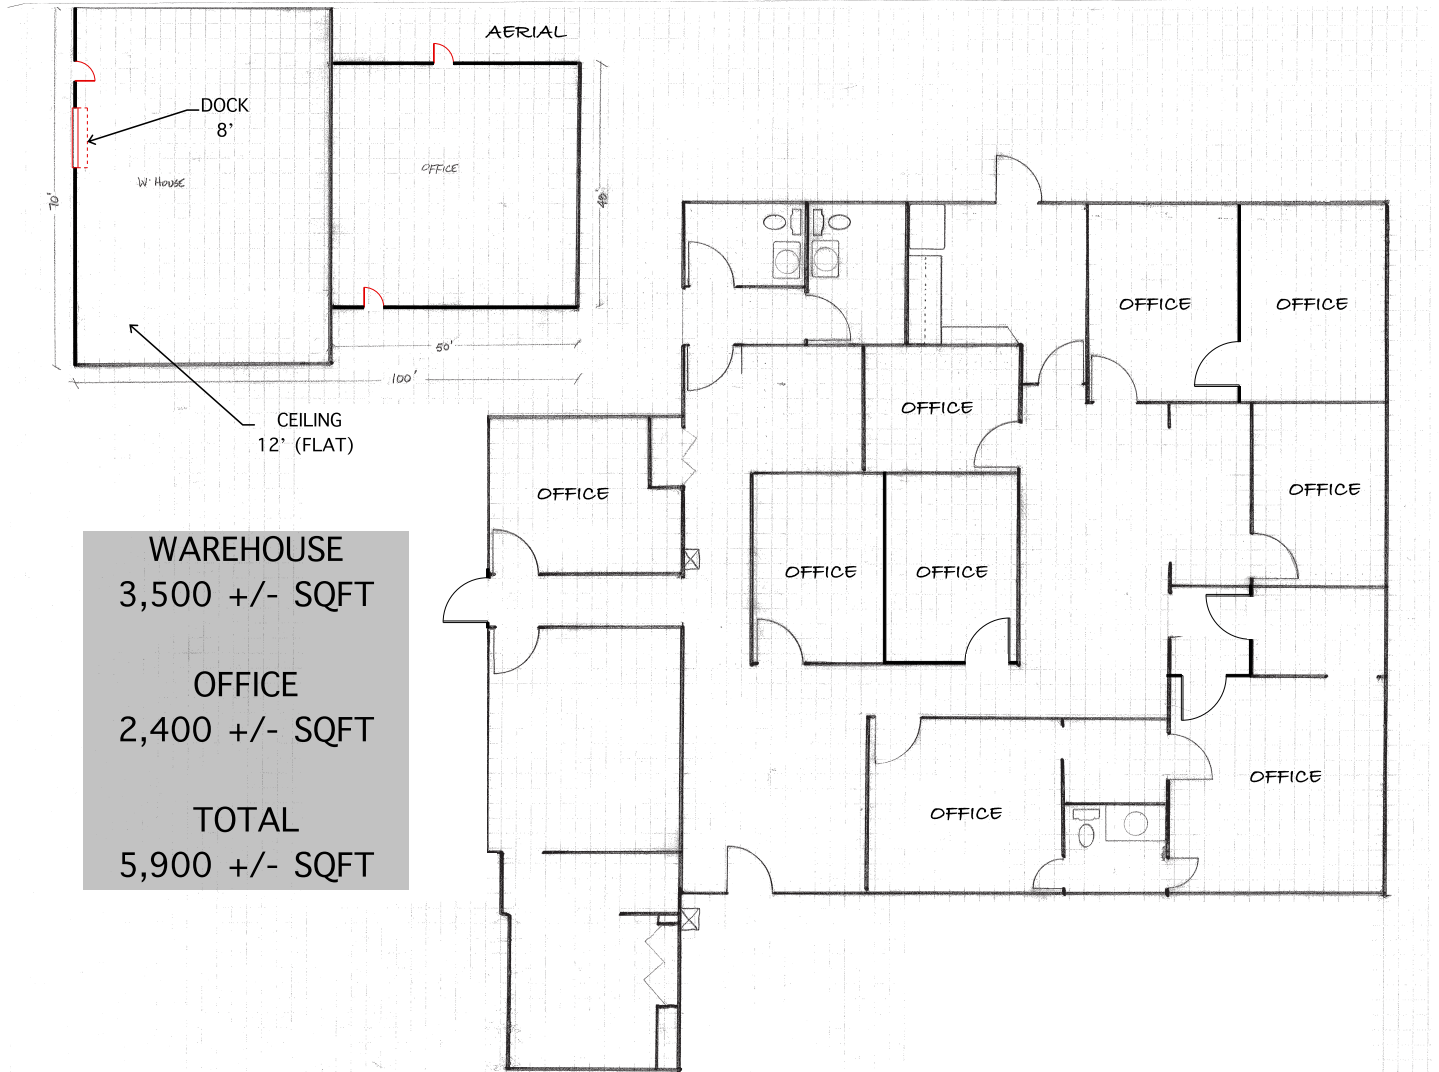 AERIAL
DOCK
8'
W. HOUSE
OFFICE
70'
40'
50'
100'
CEILING
12' (FLAT)
OFFICE
OFFICE
OFFICE
OFFICE
OFFICE
OFFICE
OFFICE
OFFICE
OFFICE
WAREHOUSE
3,500 +/- SQFT
OFFICE
2,400 +/- SQFT
TOTAL
5,900 +/- SQFT